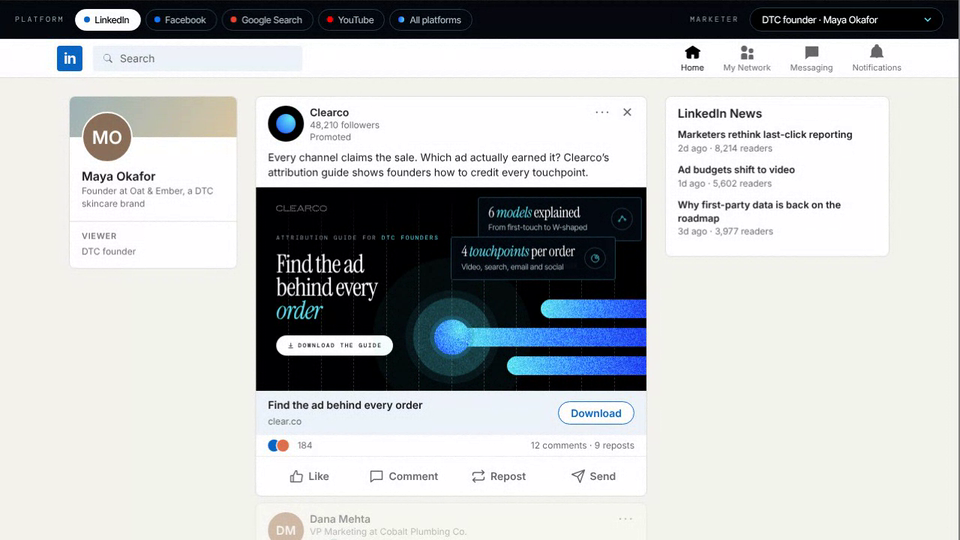 PLATFORM
LinkedIn
Facebook
Google Search
YouTube
All platforms
MARKETER
DTC founder · Maya Okafor
in
Search
Home
My Network
Messaging
Notifications
MO
Maya Okafor
Founder at Oat & Ember, a DTC
skincare brand
VIEWER
DTC founder
Clearco
48,210 followers
Promoted
Every channel claims the sale. Which ad actually earned it? Clearco's
attribution guide shows founders how to credit every touchpoint.
CLEARCO
ATTRIBUTION GUIDE FOR DTC FOUNDERS
Find the ad
behind every
order
DOWNLOAD THE GUIDE
6 models explained
From first-touch to W-shaped
4 touchpoints per order
Video, search, email and social
Find the ad behind every order
clear.co
Download
184
12 comments · 9 reposts
Like
Comment
Repost
Send
DM
Dana Mehta
VP Marketing at Cobalt Plumbing Co.
LinkedIn News
Marketers rethink last-click reporting
2d ago · 8,214 readers
Ad budgets shift to video
1d ago · 5,602 readers
Why first-party data is back on the
roadmap
3d ago · 3,977 readers